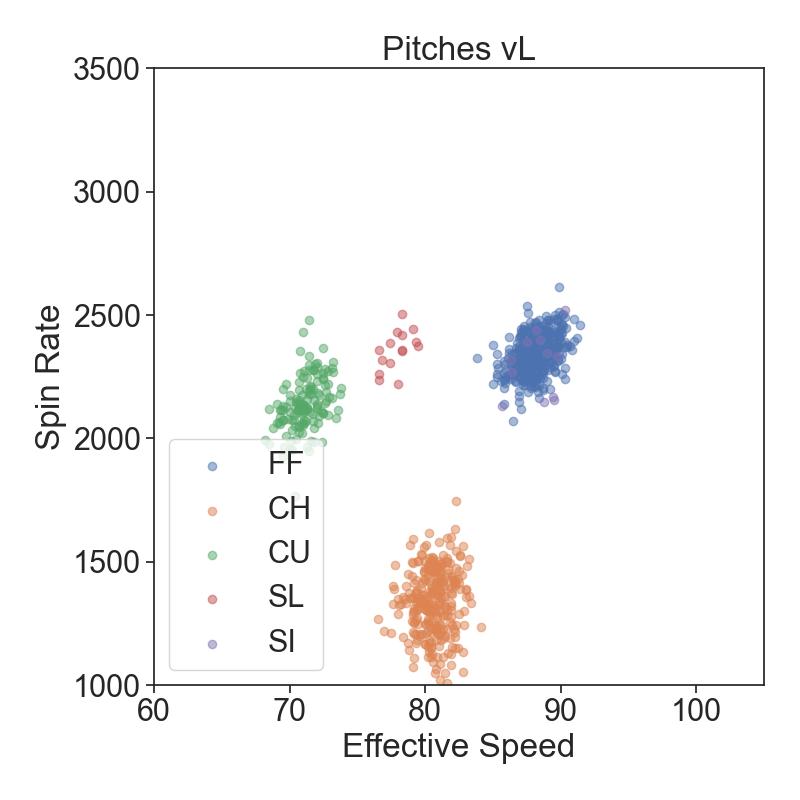 Pitches vL
3500
3000
2500
2000
1500
1000
Spin Rate
FF
CH
CU
SL
SI
60 70 80 90 100
Effective Speed